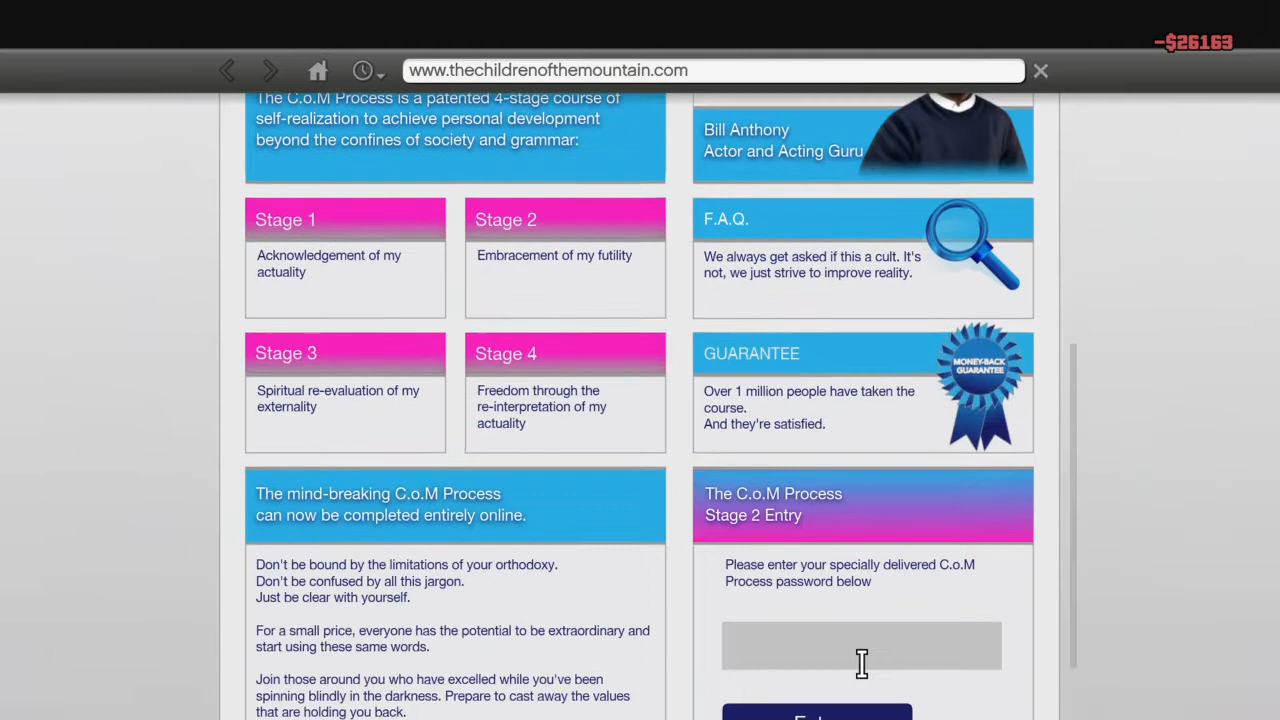 -$26163
www.thechildrenofthemountain.com
The C.o.M Process is a patented 4-stage course of
self-realization to achieve personal development
beyond the confines of society and grammar:
Bill Anthony
Actor and Acting Guru
Stage 1
Acknowledgement of my
actuality
Stage 2
Embracement of my futility
F.A.Q.
We always get asked if this a cult. It's
not, we just strive to improve reality.
Stage 3
Spiritual re-evaluation of my
externality
Stage 4
Freedom through the
re-interpretation of my
actuality
GUARANTEE
MONEY-BACK
GUARANTEE
Over 1 million people have taken the
course.
And they're satisfied.
The mind-breaking C.o.M Process
can now be completed entirely online.
Don't be bound by the limitations of your orthodoxy.
Don't be confused by all this jargon.
Just be clear with yourself.
For a small price, everyone has the potential to be extraordinary and
start using these same words.
Join those around you who have excelled while you've been
spinning blindly in the darkness. Prepare to cast away the values
that are holding you back.
The C.o.M Process
Stage 2 Entry
Please enter your specially delivered C.o.M
Process password below